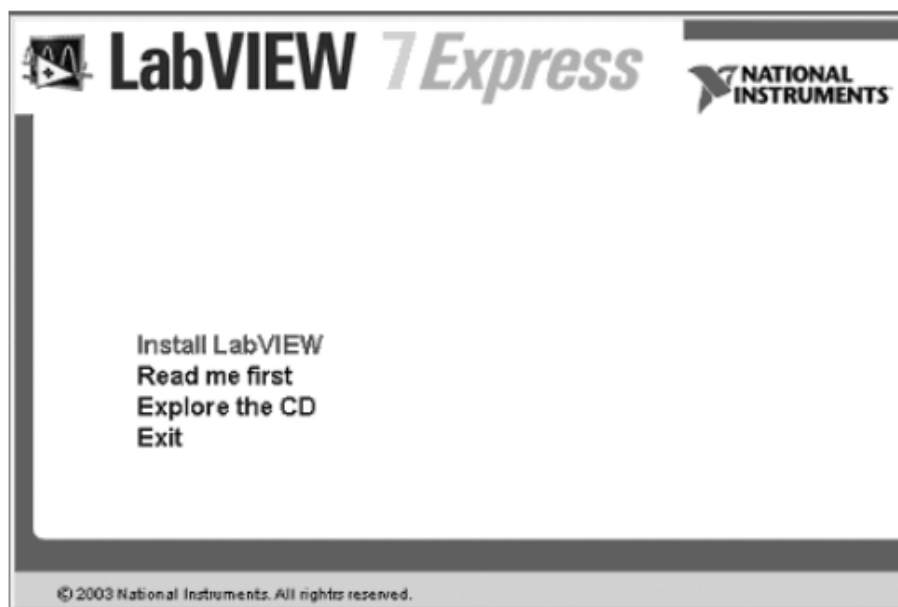 LabVIEW 7 Express
NATIONAL
INSTRUMENTS
Install LabVIEW
Read me first
Explore the CD
Exit
© 2003 National Instruments. All rights reserved.